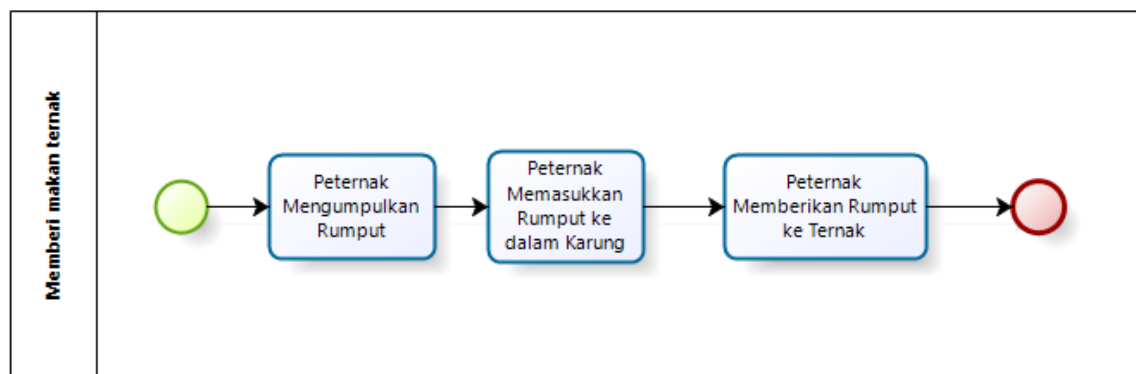 Memberi makan ternak
Peternak
Mengumpulkan
Rumput
Peternak
Memasukkan
Rumput ke
dalam Karung
Peternak
Memberikan Rumput
ke Ternak